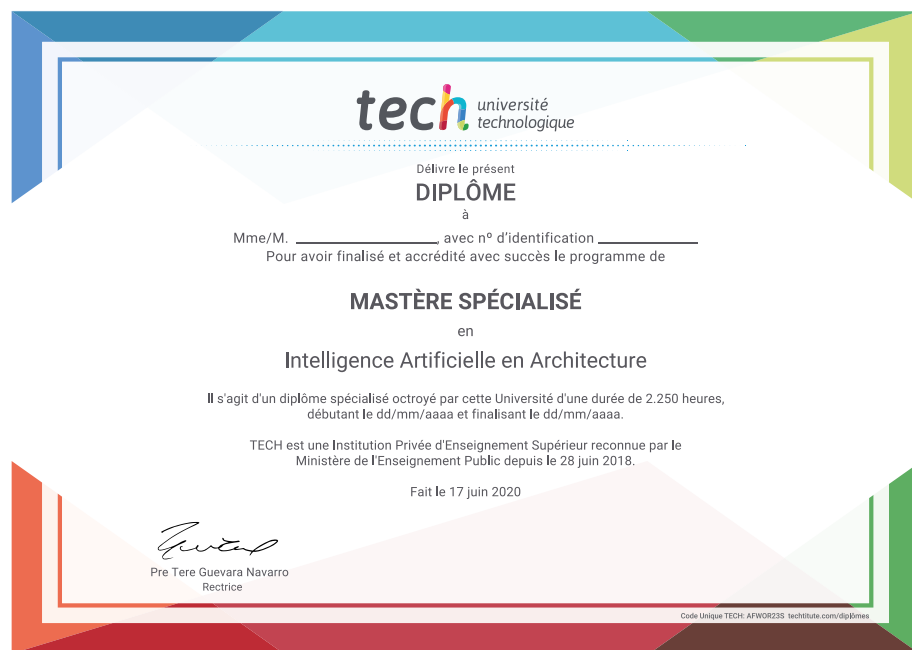 tech université
technologique
Délivre le présent
DIPLÔME
à
Mme/M. ____________________, avec nº d'identification ______________
Pour avoir finalisé et accrédité avec succès le programme de
MASTÈRE SPÉCIALISÉ
en
Intelligence Artificielle en Architecture
Il s'agit d'un diplôme spécialisé octroyé par cette Université d'une durée de 2.250 heures,
débutant le dd/mm/aaaa et finalisant le dd/mm/aaaa.
TECH est une Institution Privée d'Enseignement Supérieur reconnue par le
Ministère de l'Enseignement Public depuis le 28 juin 2018.
Fait le 17 juin 2020
Pre Tere Guevara Navarro
Rectrice
Code Unique TECH: AFWOR23S techtitute.com/diplômes